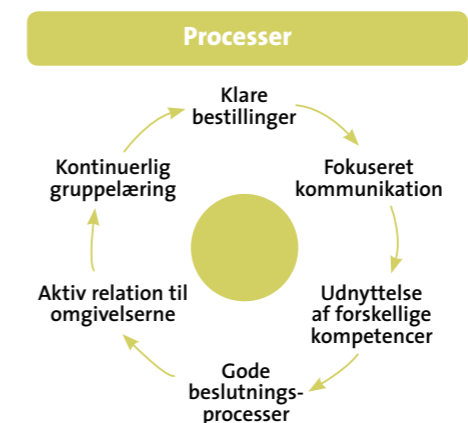 Processer
Klare
bestillinger
Fokuseret
kommunikation
Udnyttelse
af forskellige
kompetencer
Gode
beslutnings-
processer
Aktiv relation til
omgivelserne
Kontinuerlig
gruppelæring